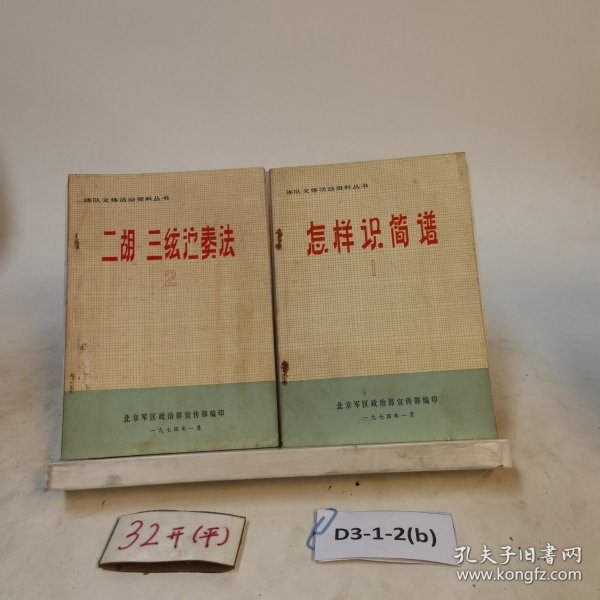 连队文体活动资料丛书
二胡 三弦演奏法
2
北京军区政治部宣传部编印
一九七四年一月
连队文体活动资料丛书
怎样识简谱
1
北京军区政治部宣传部编印
一九七四年一月
32开(平)
D3-1-2(b)
孔夫子旧书网
www.kongfz.com